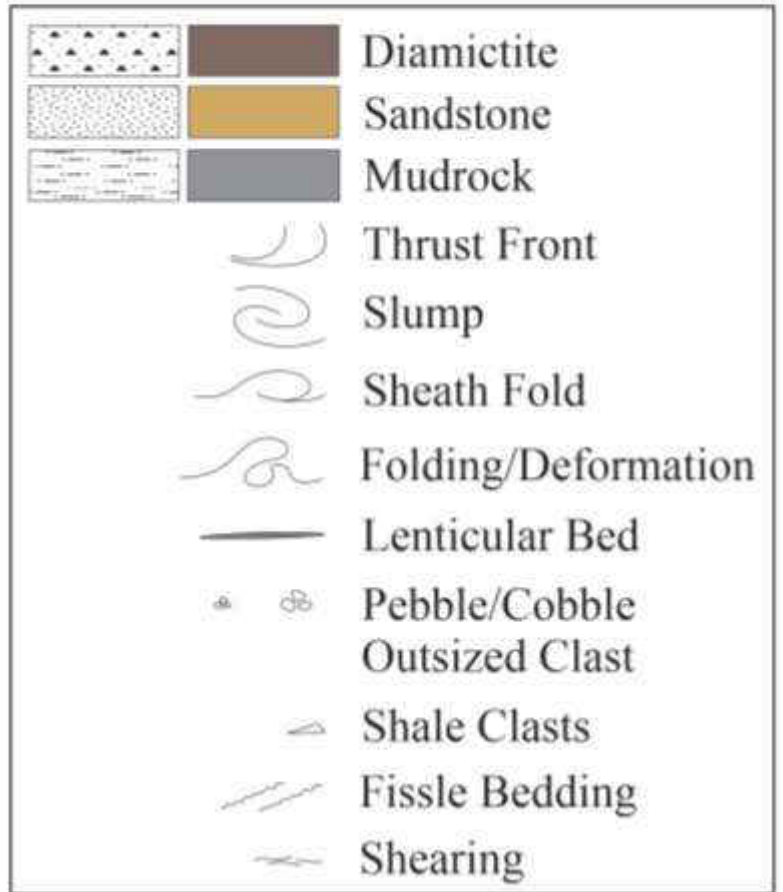 Diamictite
Sandstone
Mudrock
Thrust Front
Slump
Sheath Fold
Folding/Deformation
Lenticular Bed
Pebble/Cobble
Outsized Clast
Shale Clasts
Fissle Bedding
Shearing